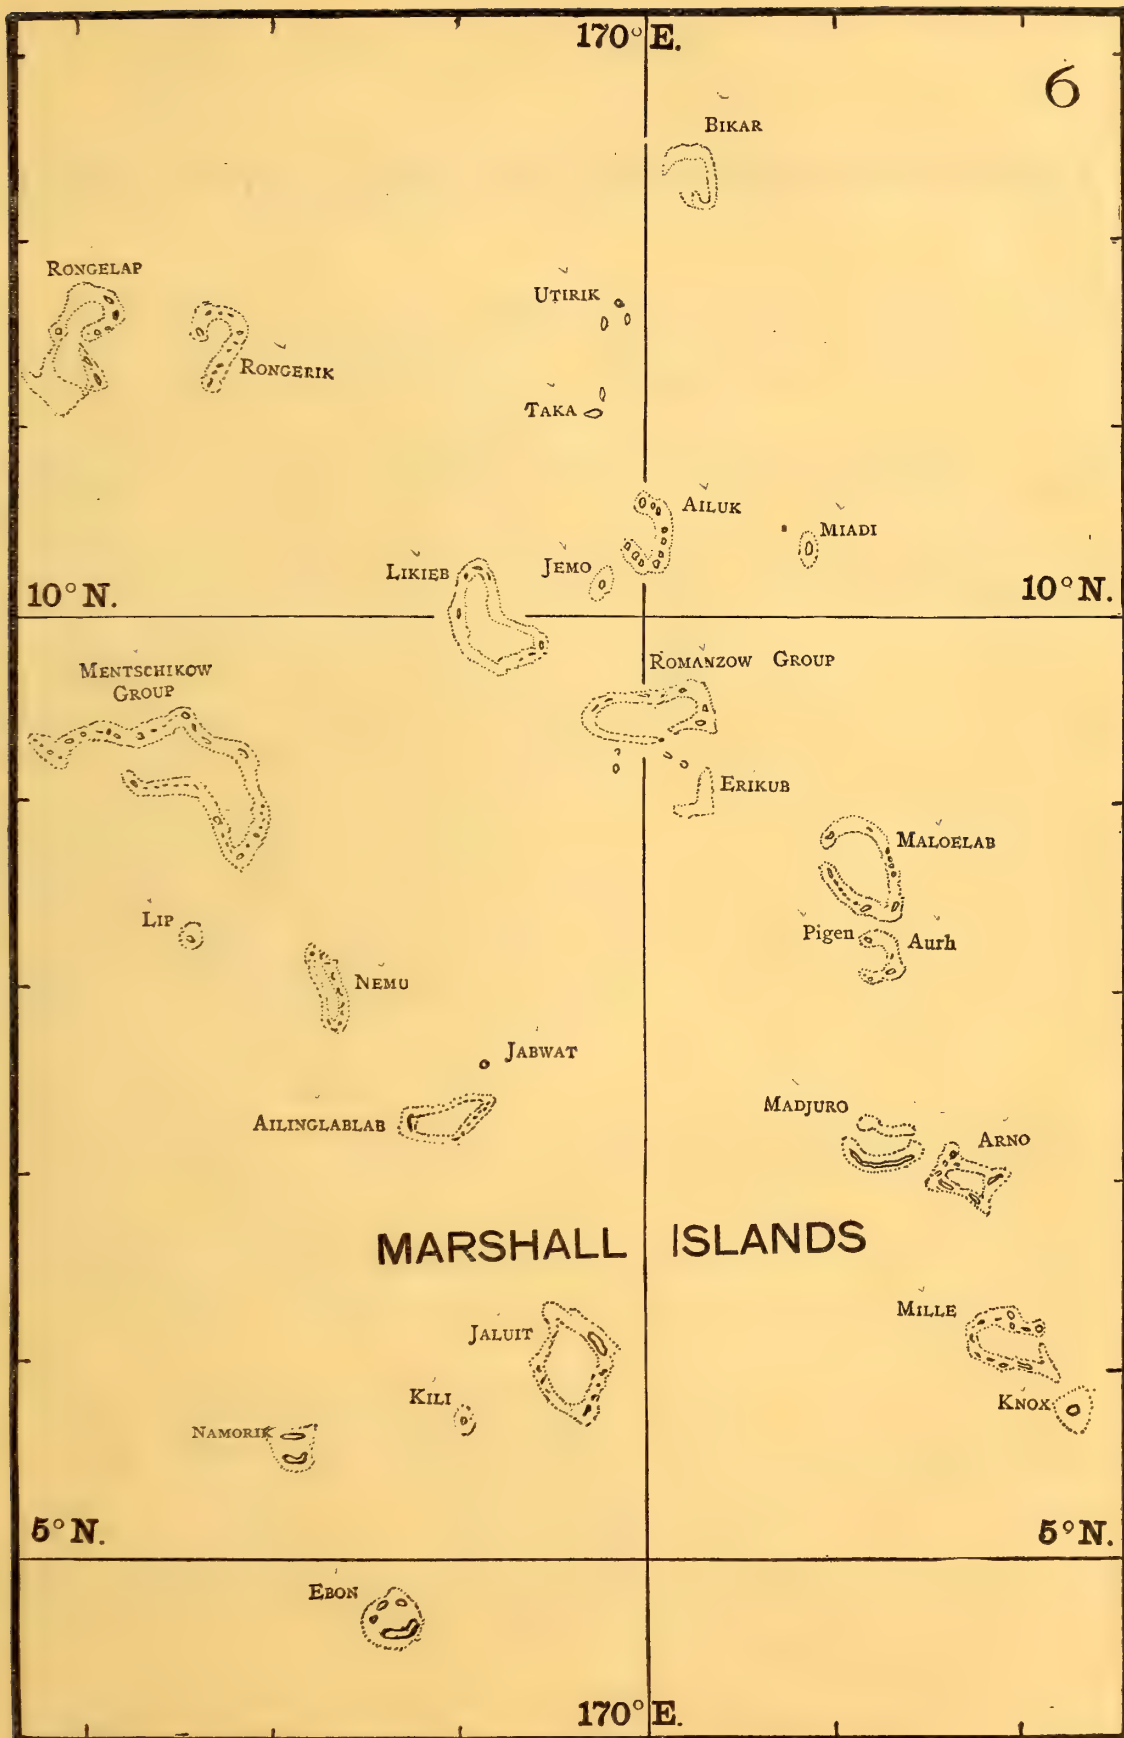 170° E.
6
BIKAR
RONGELAP
UTIRIK
RONGERIK
TAKA
AILUK
MIADI
LIKIEB
JEMO
10° N.
10° N.
ROMANZOW GROUP
MENTSCHIKOW
GROUP
ERIKUB
MALOELAB
LIP
Pigen
Aurh
NEMU
JABWAT
MADJURO
AILINGLABLAB
ARNO
MARSHALL ISLANDS
MILLE
JALUIT
KILI
KNOX
NAMORIK
5° N.
5° N.
EBON
170° E.